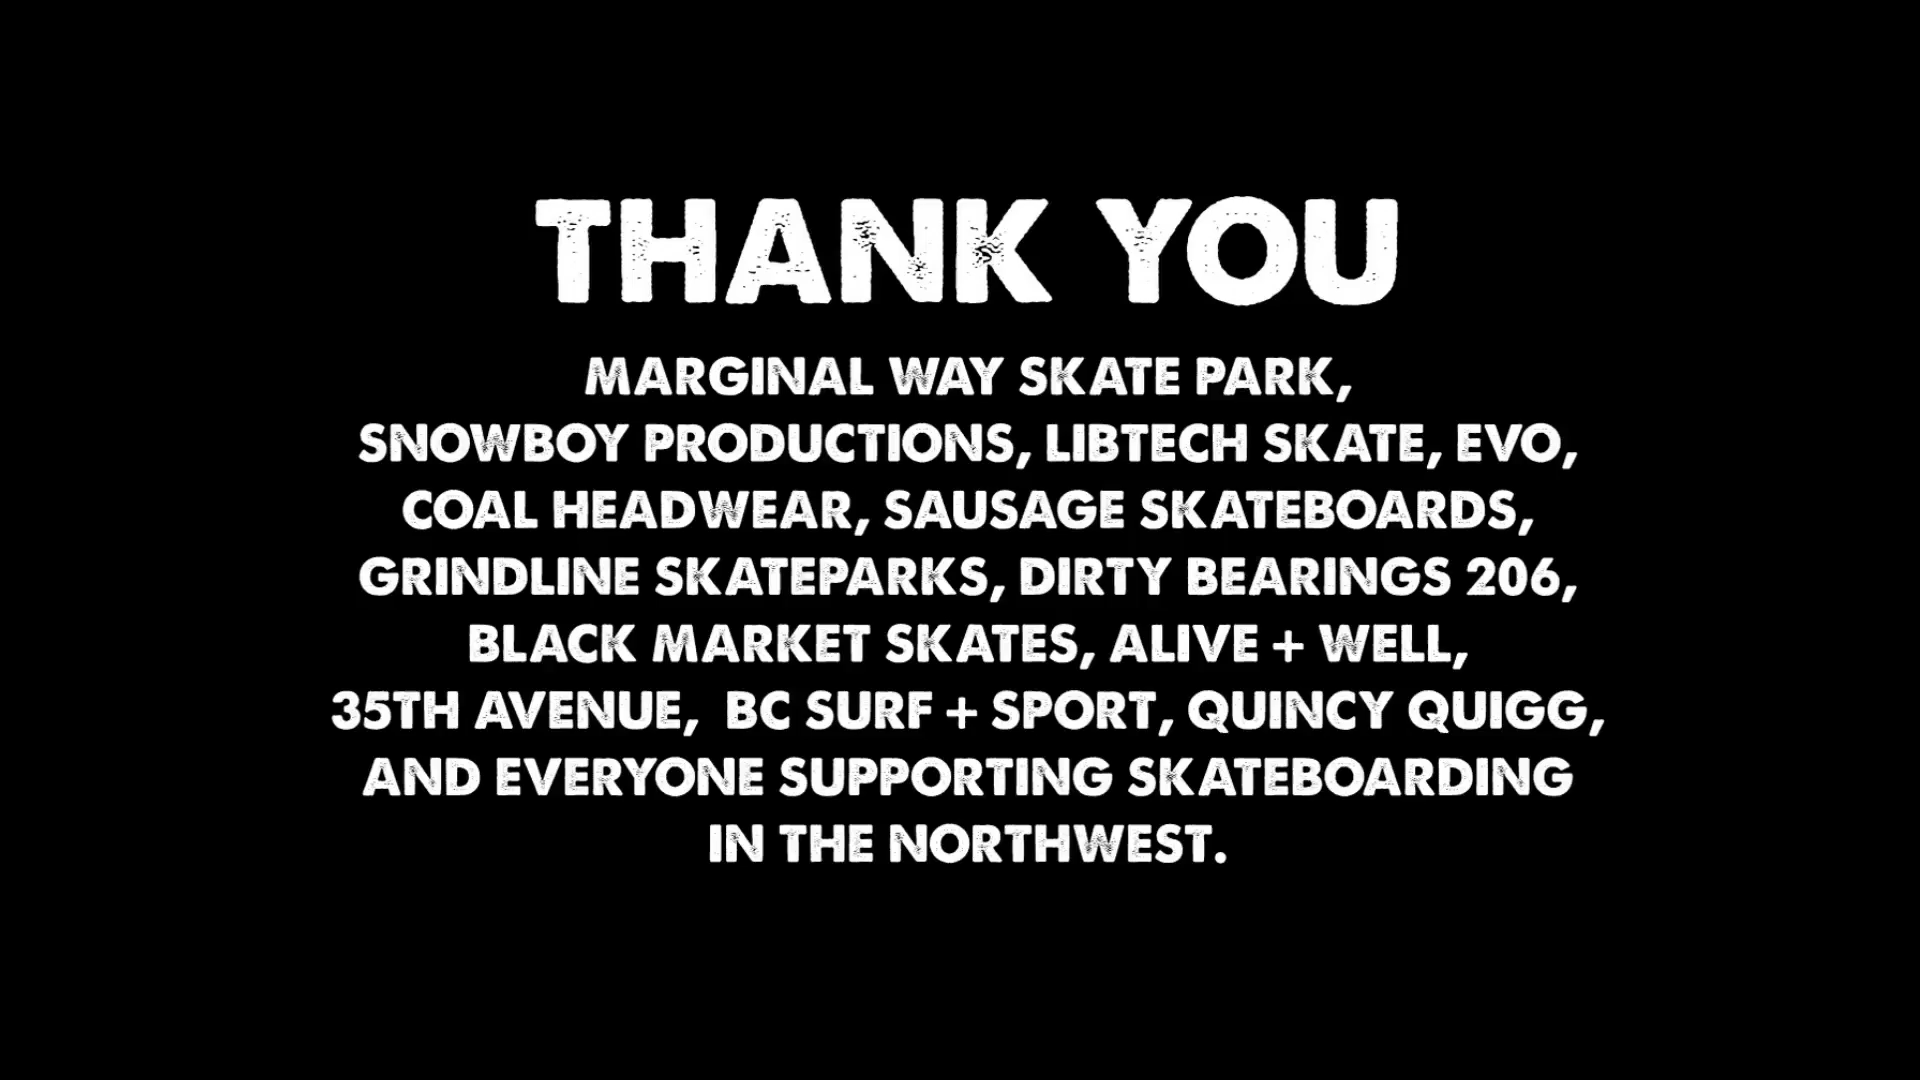 THANK YOU
MARGINAL WAY SKATE PARK,
SNOWBOY PRODUCTIONS, LIBTECH SKATE, EVO,
COAL HEADWEAR, SAUSAGE SKATEBOARDS,
GRINDLINE SKATEPARKS, DIRTY BEARINGS 206,
BLACK MARKET SKATES, ALIVE + WELL,
35TH AVENUE, BC SURF + SPORT, QUINCY QUIGG,
AND EVERYONE SUPPORTING SKATEBOARDING
IN THE NORTHWEST.